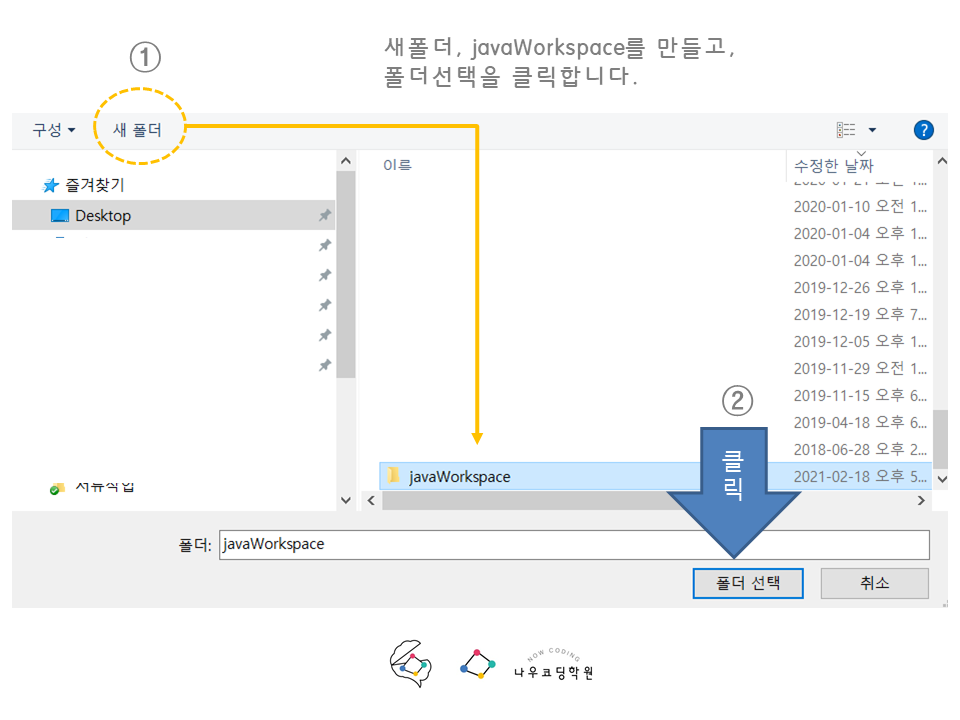 ①
새폴더, javaWorkspace를 만들고,
폴더선택을 클릭합니다.
구성
새 폴더
?
이름
수정한 날짜
즐겨찾기
Desktop
2020-01-10 오전 1...
2020-01-04 오후 1...
2020-01-04 오후 1...
2019-12-26 오후 1...
2019-12-19 오후 7...
2019-12-05 오후 1...
2019-11-29 오전 1...
2019-11-15 오후 6...
2019-04-18 오후 6...
2018-06-28 오후 2...
②
클
릭
javaWorkspace
2021-02-18 오후 5...
폴더:
javaWorkspace
폴더 선택
취소
NOW CODING
나우코딩학원